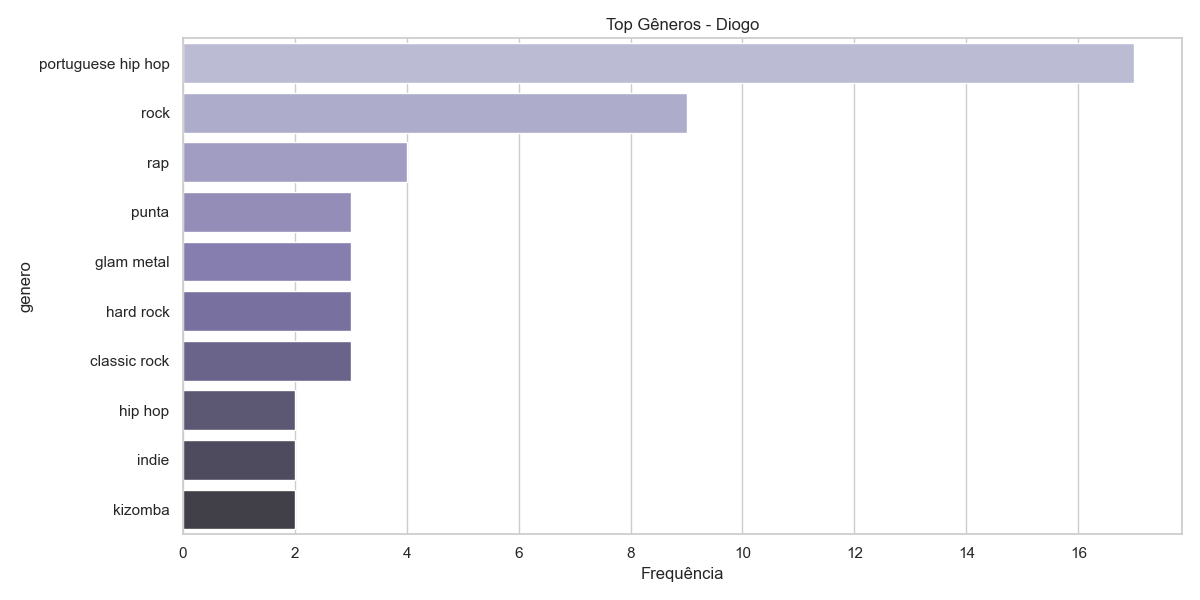 Top Gêneros - Diogo
genero
portuguese hip hop
rock
rap
punta
glam metal
hard rock
classic rock
hip hop
indie
kizomba
0 2 4 6 8 10 12 14 16
Frequência